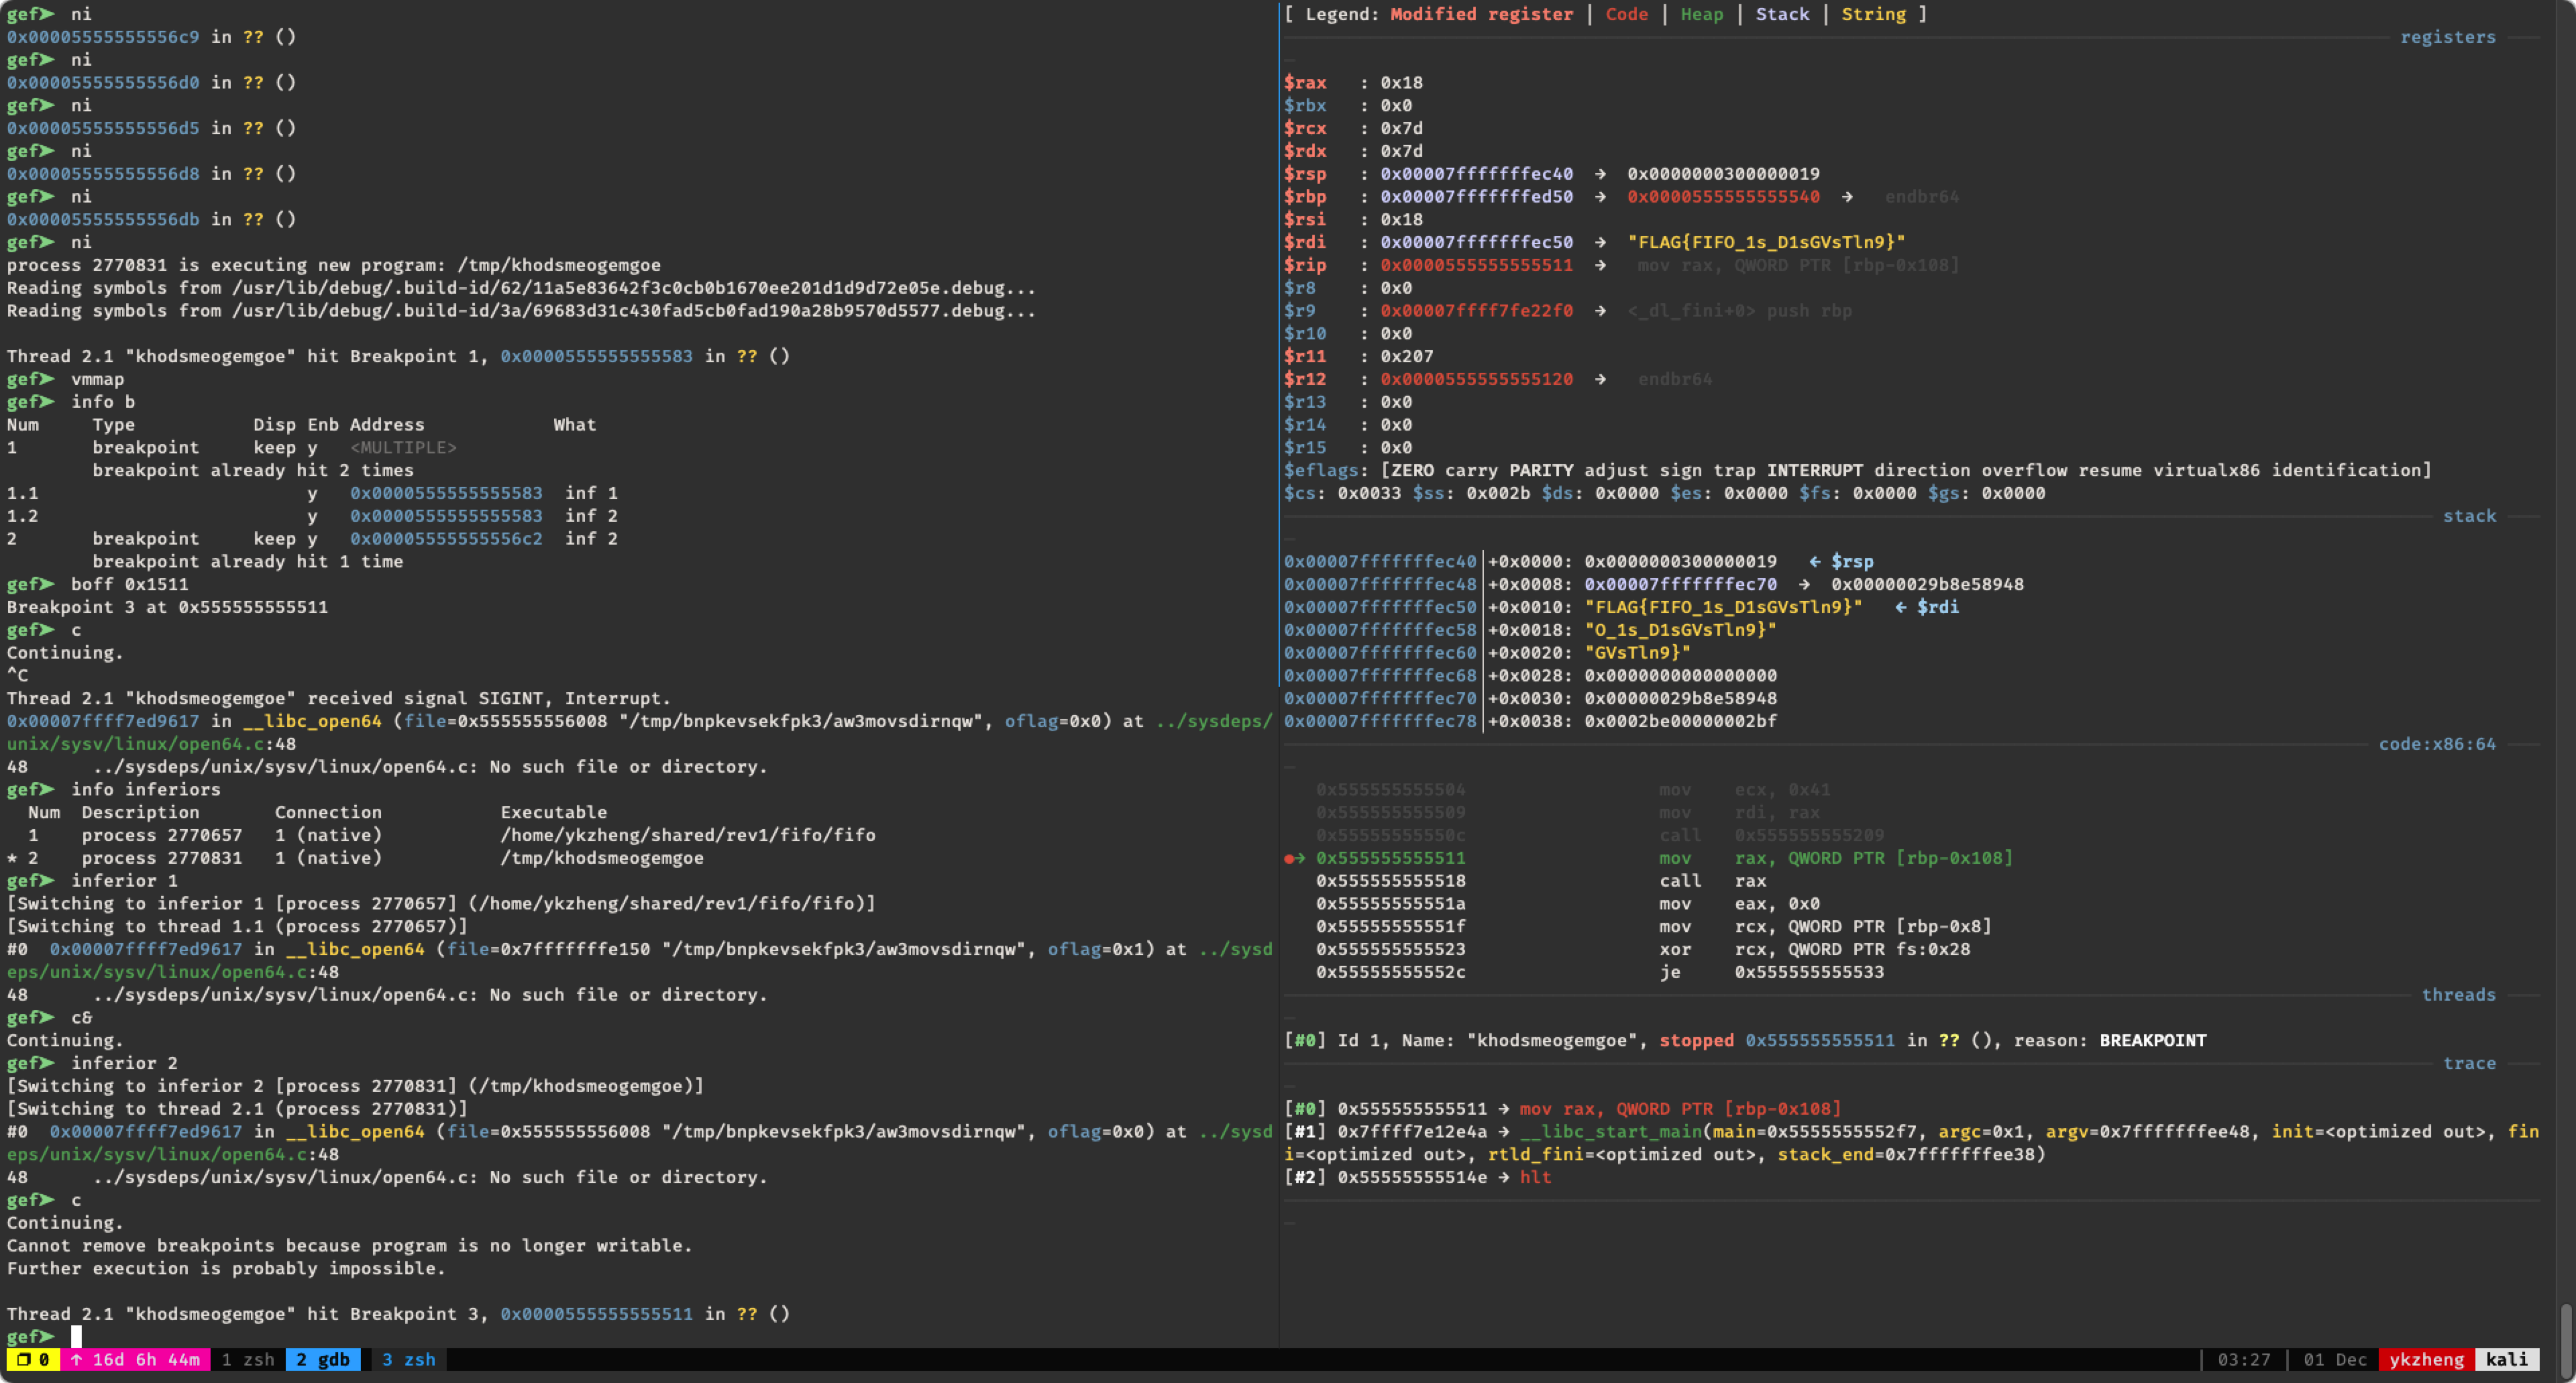 gef➤  ni
0x00005555555556c9 in ?? ()
gef➤  ni
0x00005555555556d0 in ?? ()
gef➤  ni
0x00005555555556d5 in ?? ()
gef➤  ni
0x00005555555556d8 in ?? ()
gef➤  ni
0x00005555555556db in ?? ()
gef➤  ni
process 2770831 is executing new program: /tmp/khodsmeogemgoe
Reading symbols from /usr/lib/debug/.build-id/62/11a5e83642f3c0cb0b1670ee201d1d9d72e05e.debug...
Reading symbols from /usr/lib/debug/.build-id/3a/69683d31c430fad5cb0fad190a28b9570d5577.debug...
Thread 2.1 "khodsmeogemgoe" hit Breakpoint 1, 0x0000555555555583 in ?? ()
gef➤  vmmap
gef➤  info b
Num     Type           Disp Enb Address            What
1       breakpoint     keep y   <MULTIPLE>
        breakpoint already hit 2 times
1.1                         y   0x0000555555555583  inf 1
1.2                         y   0x0000555555555583  inf 2
2       breakpoint     keep y   0x00005555555556c2  inf 2
        breakpoint already hit 1 time
gef➤  boff 0x1511
Breakpoint 3 at 0x555555555511
gef➤  c
Continuing.
^C
Thread 2.1 "khodsmeogemgoe" received signal SIGINT, Interrupt.
0x00007ffff7ed9617 in __libc_open64 (file=0x555555556008 "/tmp/bnpkevsekfpk3/aw3movsdirnqw", oflag=0x0) at ../sysdeps/
unix/sysv/linux/open64.c:48
48      ../sysdeps/unix/sysv/linux/open64.c: No such file or directory.
gef➤  info inferiors
  Num  Description       Connection           Executable
  1    process 2770657   1 (native)           /home/ykzheng/shared/rev1/fifo/fifo
* 2    process 2770831   1 (native)           /tmp/khodsmeogemgoe
gef➤  inferior 1
[Switching to inferior 1 [process 2770657] (/home/ykzheng/shared/rev1/fifo/fifo)]
[Switching to thread 1.1 (process 2770657)]
#0  0x00007ffff7ed9617 in __libc_open64 (file=0x7fffffffe150 "/tmp/bnpkevsekfpk3/aw3movsdirnqw", oflag=0x1) at ../sysd
eps/unix/sysv/linux/open64.c:48
48      ../sysdeps/unix/sysv/linux/open64.c: No such file or directory.
gef➤  c&
Continuing.
gef➤  inferior 2
[Switching to inferior 2 [process 2770831] (/tmp/khodsmeogemgoe)]
[Switching to thread 2.1 (process 2770831)]
#0  0x00007ffff7ed9617 in __libc_open64 (file=0x555555556008 "/tmp/bnpkevsekfpk3/aw3movsdirnqw", oflag=0x0) at ../sysd
eps/unix/sysv/linux/open64.c:48
48      ../sysdeps/unix/sysv/linux/open64.c: No such file or directory.
gef➤  c
Continuing.
Cannot remove breakpoints because program is no longer writable.
Further execution is probably impossible.
Thread 2.1 "khodsmeogemgoe" hit Breakpoint 3, 0x0000555555555511 in ?? ()
gef➤
[ Legend: Modified register | Code | Heap | Stack | String ]
registers
$rax   : 0x18
$rbx   : 0x0
$rcx   : 0x7d
$rdx   : 0x7d
$rsp   : 0x00007fffffffec40  →  0x0000000300000019
$rbp   : 0x00007fffffffed50  →  0x0000555555555540  →   endbr64
$rsi   : 0x18
$rdi   : 0x00007fffffffec50  →  "FLAG{FIFO_1s_D1sGVsTln9}"
$rip   : 0x0000555555555511  →   mov rax, QWORD PTR [rbp-0x108]
$r8    : 0x0
$r9    : 0x00007ffff7fe22f0  →  <_dl_fini+0> push rbp
$r10   : 0x0
$r11   : 0x207
$r12   : 0x0000555555555120  →   endbr64
$r13   : 0x0
$r14   : 0x0
$r15   : 0x0
$eflags: [ZERO carry PARITY adjust sign trap INTERRUPT direction overflow resume virtualx86 identification]
$cs: 0x0033 $ss: 0x002b $ds: 0x0000 $es: 0x0000 $fs: 0x0000 $gs: 0x0000
stack
0x00007fffffffec40│+0x0000: 0x0000000300000019   ← $rsp
0x00007fffffffec48│+0x0008: 0x00007fffffffec70  →  0x00000029b8e58948
0x00007fffffffec50│+0x0010: "FLAG{FIFO_1s_D1sGVsTln9}"   ← $rdi
0x00007fffffffec58│+0x0018: "O_1s_D1sGVsTln9}"
0x00007fffffffec60│+0x0020: "GVsTln9}"
0x00007fffffffec68│+0x0028: 0x0000000000000000
0x00007fffffffec70│+0x0030: 0x00000029b8e58948
0x00007fffffffec78│+0x0038: 0x0002be00000002bf
code:x86:64
0x555555555504                  mov    ecx, 0x41
0x555555555509                  mov    rdi, rax
0x55555555550c                  call   0x555555555209
●→ 0x555555555511                  mov    rax, QWORD PTR [rbp-0x108]
0x555555555518                  call   rax
0x55555555551a                  mov    eax, 0x0
0x55555555551f                  mov    rcx, QWORD PTR [rbp-0x8]
0x555555555523                  xor    rcx, QWORD PTR fs:0x28
0x55555555552c                  je     0x555555555533
threads
[#0] Id 1, Name: "khodsmeogemgoe", stopped 0x555555555511 in ?? (), reason: BREAKPOINT
trace
[#0] 0x555555555511 → mov rax, QWORD PTR [rbp-0x108]
[#1] 0x7ffff7e12e4a → __libc_start_main(main=0x5555555552f7, argc=0x1, argv=0x7fffffffee48, init=<optimized out>, fin
i=<optimized out>, rtld_fini=<optimized out>, stack_end=0x7fffffffee38)
[#2] 0x55555555514e → hlt
❐ 0  ↑ 16d 6h 44m  1 zsh  2 gdb  3 zsh  | 03:27 | 01 Dec  ykzheng  kali